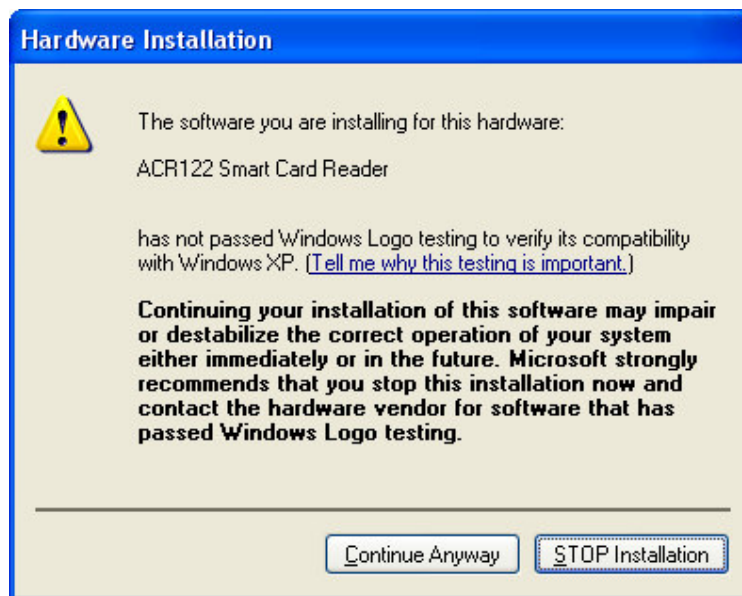 Hardware Installation
The software you are installing for this hardware:
ACR122 Smart Card Reader
has not passed Windows Logo testing to verify its compatibility
with Windows XP. (Tell me why this testing is important.)
Continuing your installation of this software may impair
or destabilize the correct operation of your system
either immediately or in the future. Microsoft strongly
recommends that you stop this installation now and
contact the hardware vendor for software that has
passed Windows Logo testing.
Continue Anyway
STOP Installation